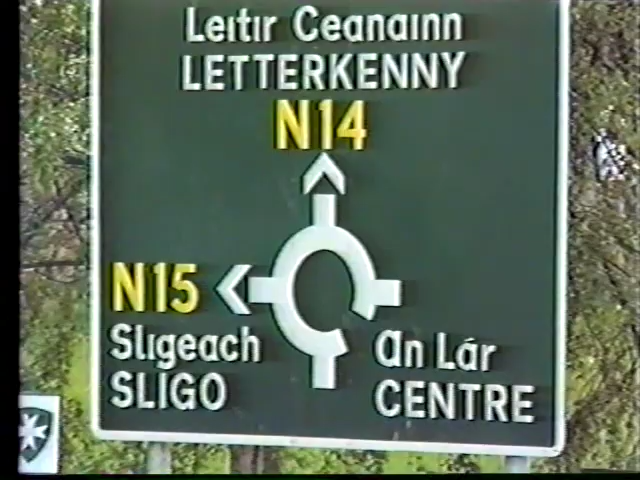 Leitir Ceanainn
LETTERKENNY
N14
N15
Sligeach
SLIGO
an Lár
CENTRE